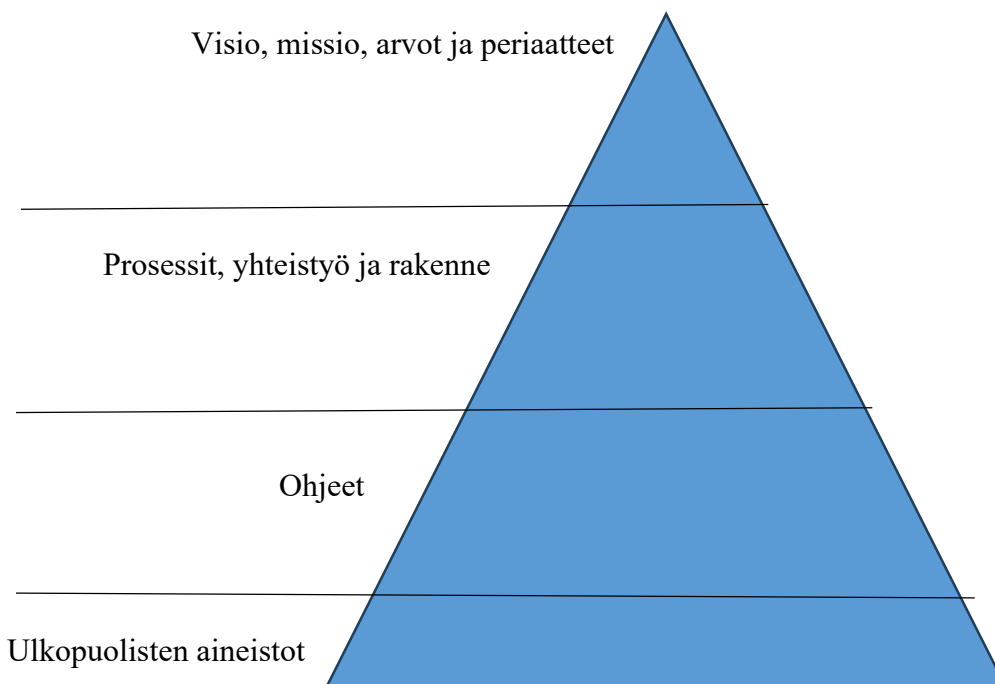 Visio, missio, arvot ja periaatteet
Prosessit, yhteistyö ja rakenne
Ohjeet
Ulkopuolisten aineistot